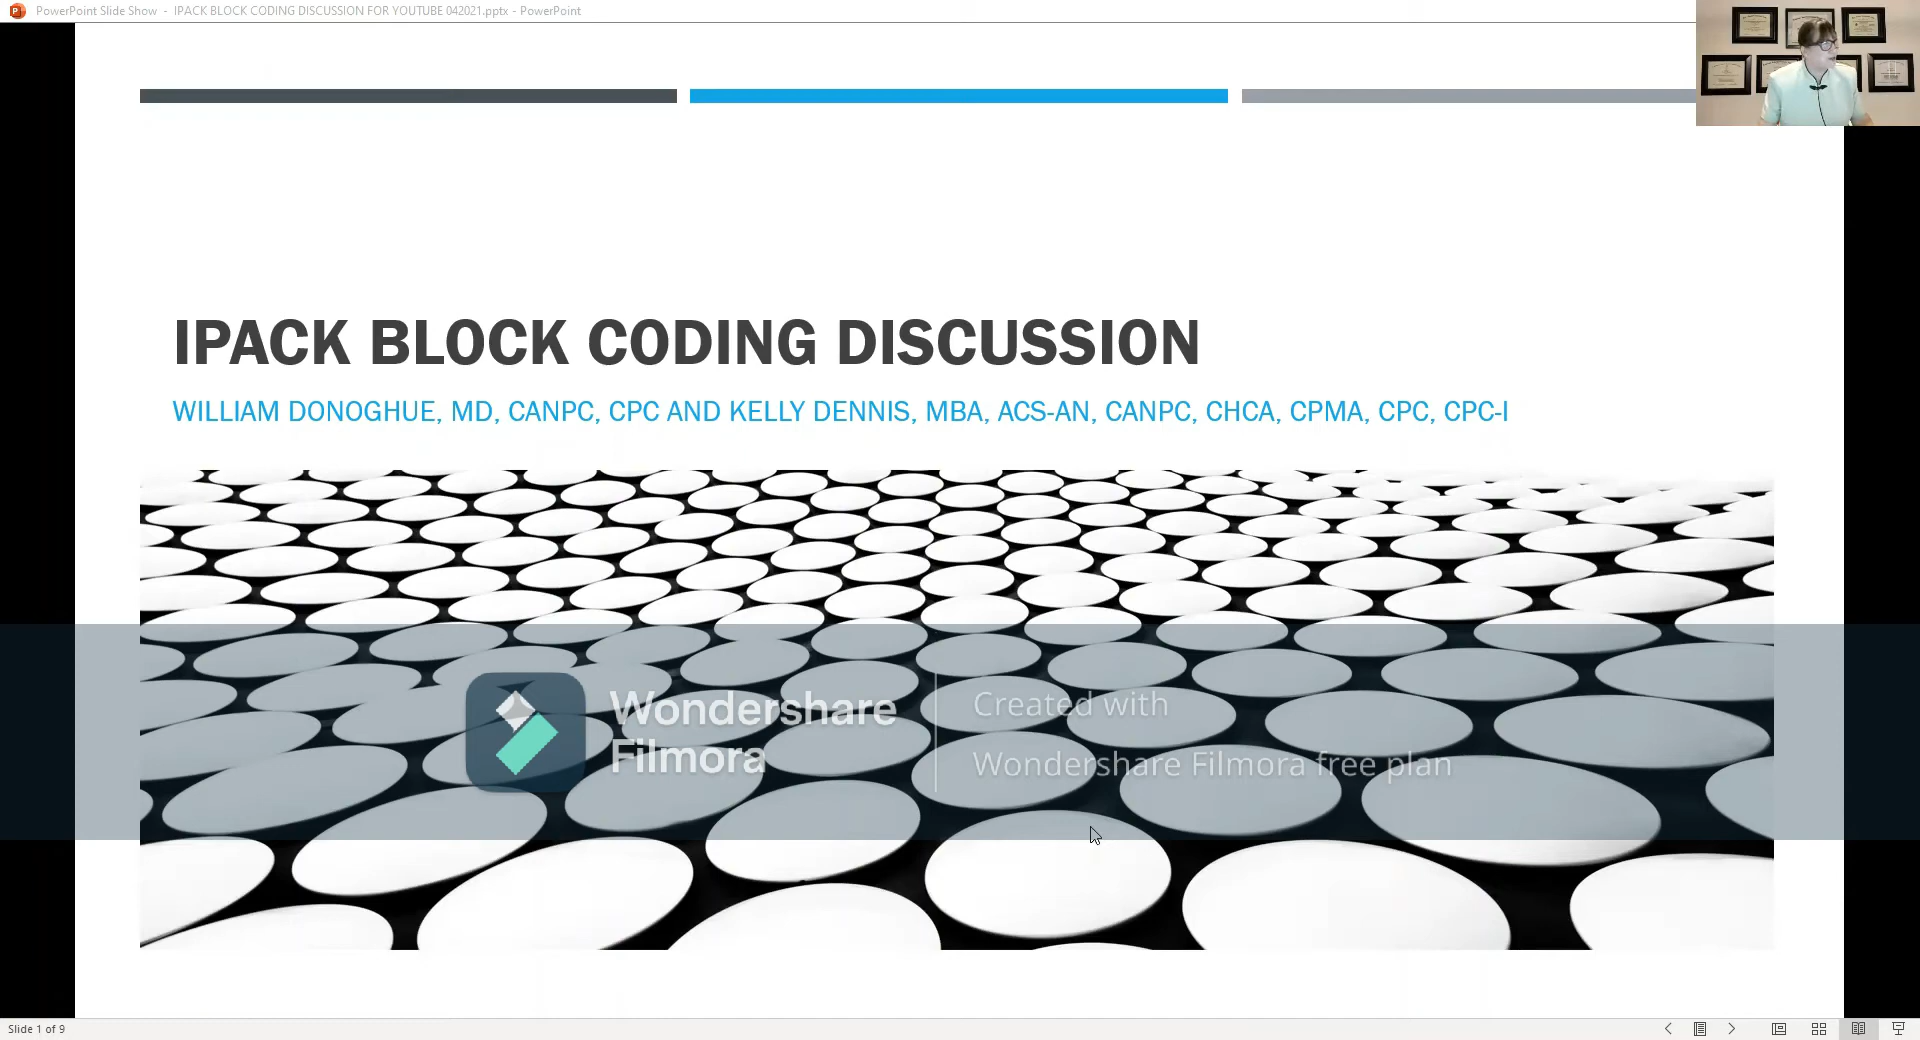 PowerPoint Slide Show - IPACK BLOCK CODING DISCUSSION FOR YOUTUBE 042021.pptx - PowerPoint
IPACK BLOCK CODING DISCUSSION
WILLIAM DONOGHUE, MD, CANPC, CPC AND KELLY DENNIS, MBA, ACS-AN, CANPC, CHCA, CPMA, CPC, CPC-I
Wondershare
Filmora
Created with
Wondershare Filmora free plan
Slide 1 of 9